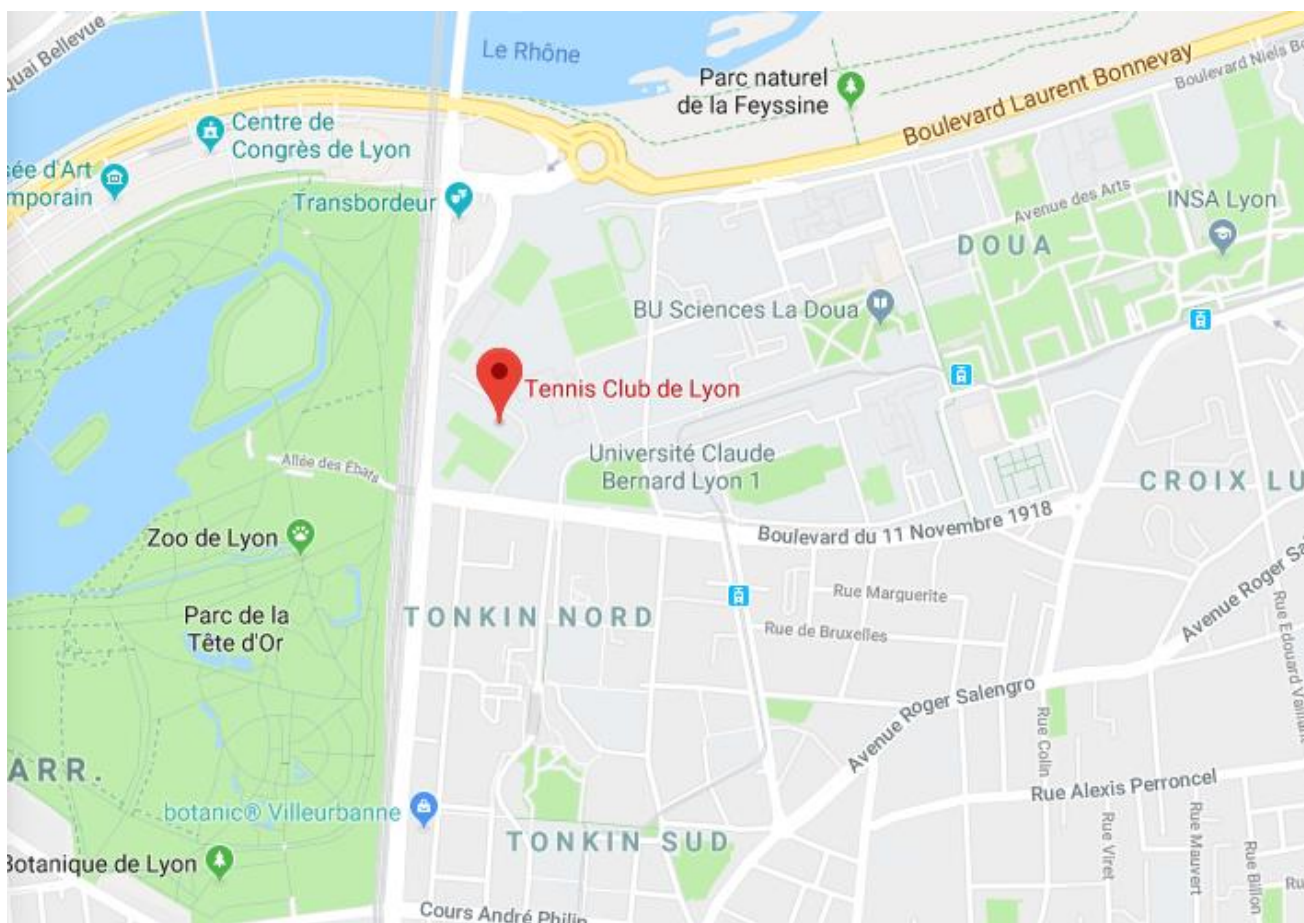 Quai Bellevue
Le Rhône
Parc naturel
de la Feyssine
Boulevard Laurent Bonnevay
Boulevard Niels Bo
Centre de
Congrès de Lyon
sée d'Art
mporain
Transbordeur
Avenue des Arts
INSA Lyon
DOUA
BU Sciences La Doua
Tennis Club de Lyon
Université Claude
Bernard Lyon 1
Allée des Ébats
CROIX LU
Zoo de Lyon
Boulevard du 11 Novembre 1918
Rue Marguerite
Rue de Bruxelles
TONKIN NORD
Parc de la
Tête d'Or
Avenue Roger Sal
Rue Edouard Vaillant
Avenue Roger Salengro
Rue Colin
ARR.
Rue Alexis Perroncel
botanic® Villeurbanne
TONKIN SUD
Rue Viret
Rue Mauvert
Rue Billon
Botanique de Lyon
Cours André Philip